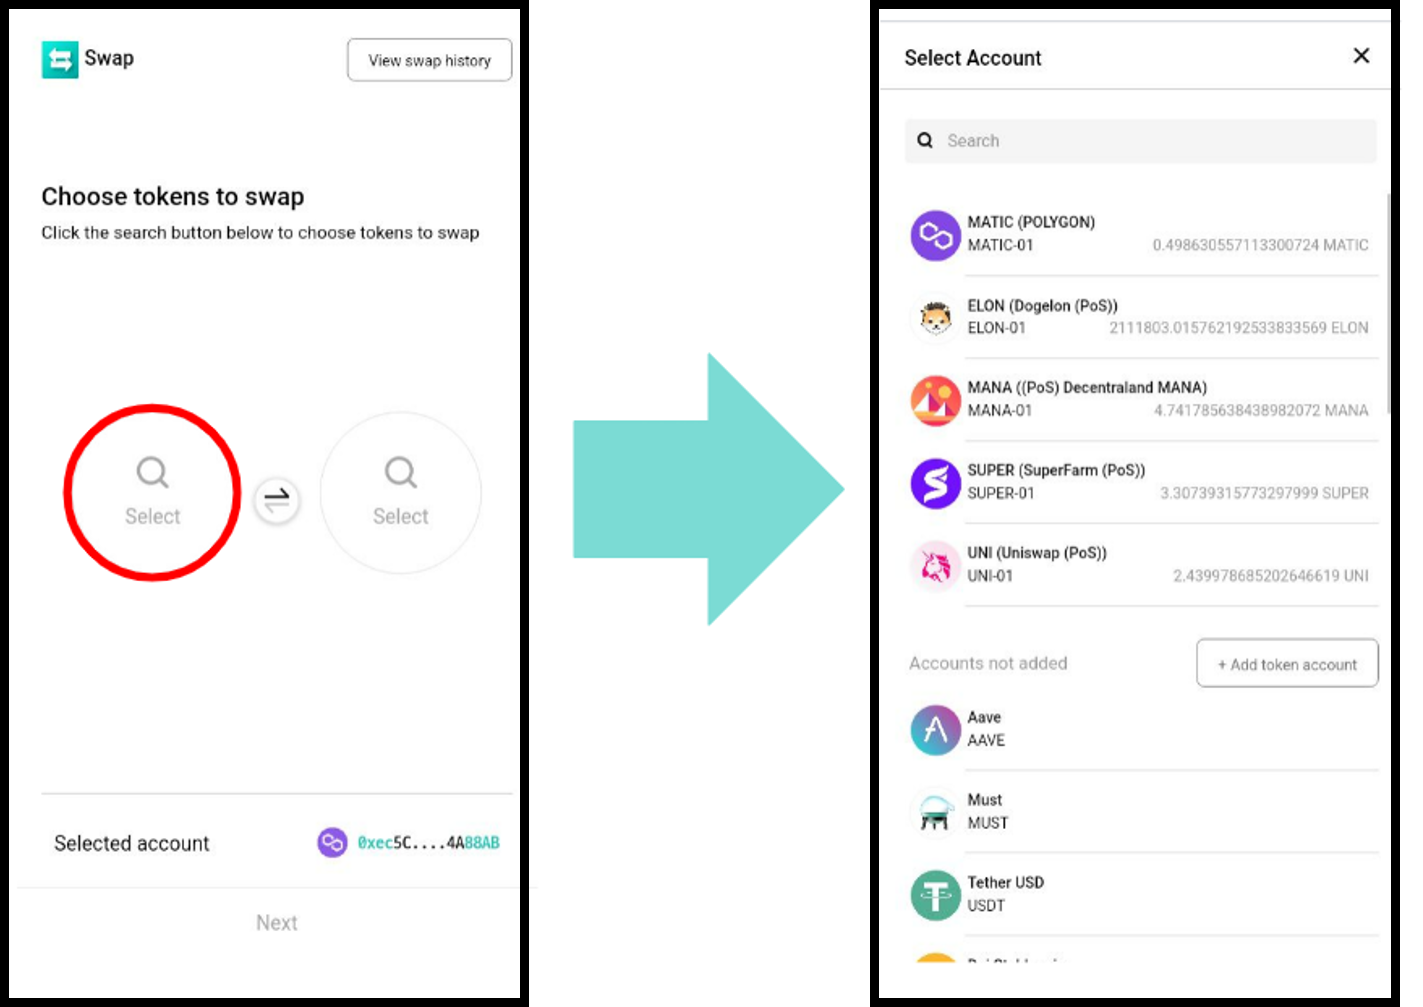 Swap
View swap history
Choose tokens to swap
Click the search button below to choose tokens to swap
Select
Select
Selected account
0xec5C....4A88AB
Next
Select Account
Search
MATIC (POLYGON)
MATIC-01
0.498630557113300724 MATIC
ELON (Dogelon (PoS))
ELON-01
2111803.015762192533833569 ELON
MANA ((PoS) Decentraland MANA)
MANA-01
4.741785638438982072 MANA
SUPER (SuperFarm (PoS))
SUPER-01
3.30739315773297999 SUPER
UNI (Uniswap (PoS))
UNI-01
2.439978685202646619 UNI
Accounts not added
+ Add token account
Aave
AAVE
Must
MUST
Tether USD
USDT